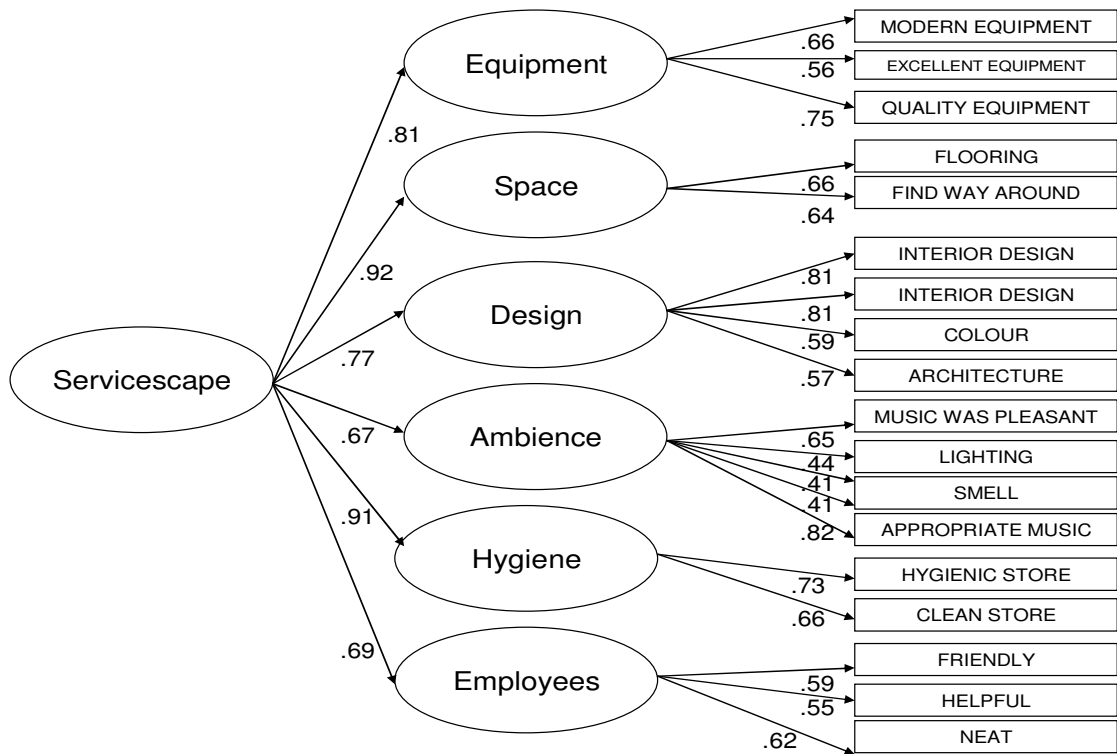 Servicescape
.81
.92
.77
.67
.91
.69
Equipment
.66
.56
.75
MODERN EQUIPMENT
EXCELLENT EQUIPMENT
QUALITY EQUIPMENT
Space
.66
.64
FLOORING
FIND WAY AROUND
Design
.81
.81
.59
.57
INTERIOR DESIGN
INTERIOR DESIGN
COLOUR
ARCHITECTURE
Ambience
.65
.44
.41
.41
.82
MUSIC WAS PLEASANT
LIGHTING
SMELL
APPROPRIATE MUSIC
Hygiene
.73
.66
HYGIENIC STORE
CLEAN STORE
Employees
.59
.55
.62
FRIENDLY
HELPFUL
NEAT